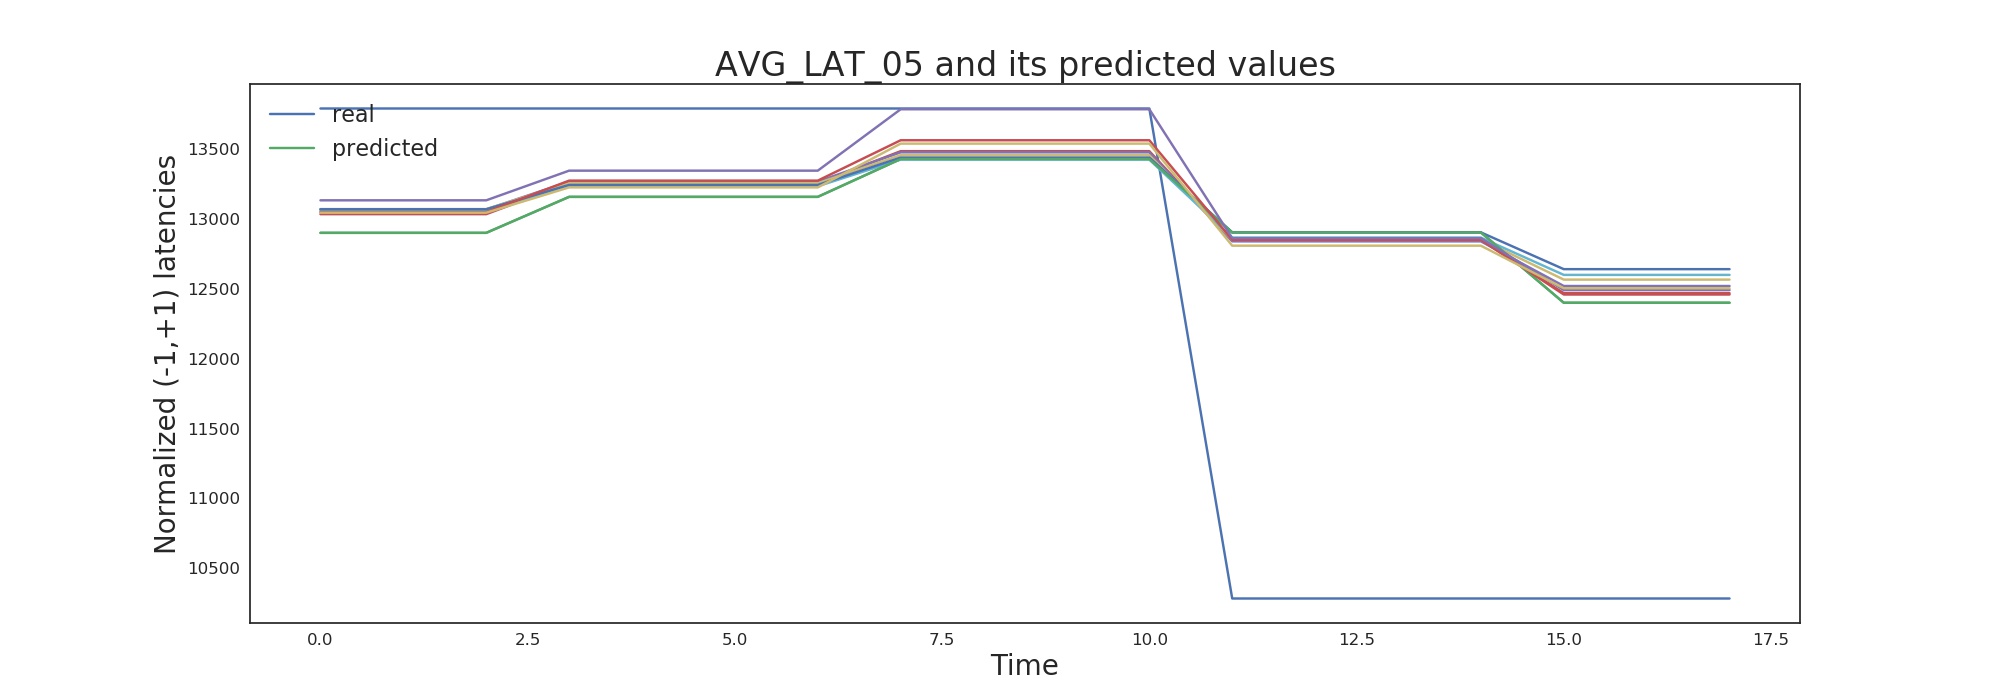 AVG_LAT_05 and its predicted values
real
predicted
Normalized (-1,+1) latencies
13500
13000
12500
12000
11500
11000
10500
0.0 2.5 5.0 7.5 10.0 12.5 15.0 17.5
Time